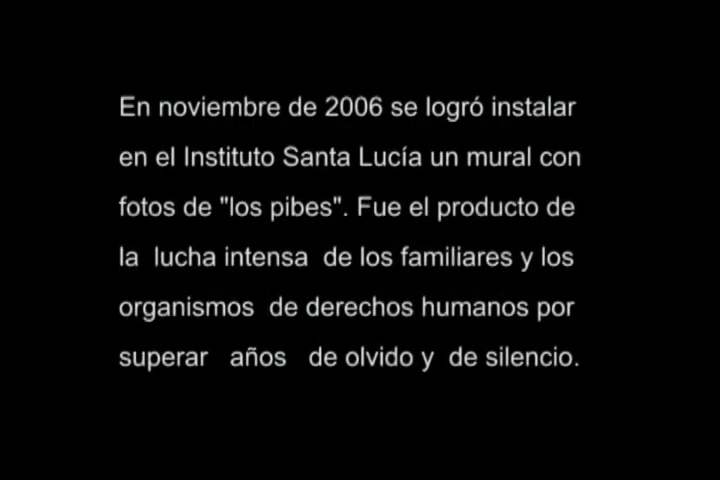 En noviembre de 2006 se logró instalar
en el Instituto Santa Lucía un mural con
fotos de "los pibes". Fue el producto de
la lucha intensa de los familiares y los
organismos de derechos humanos por
superar años de olvido y de silencio.